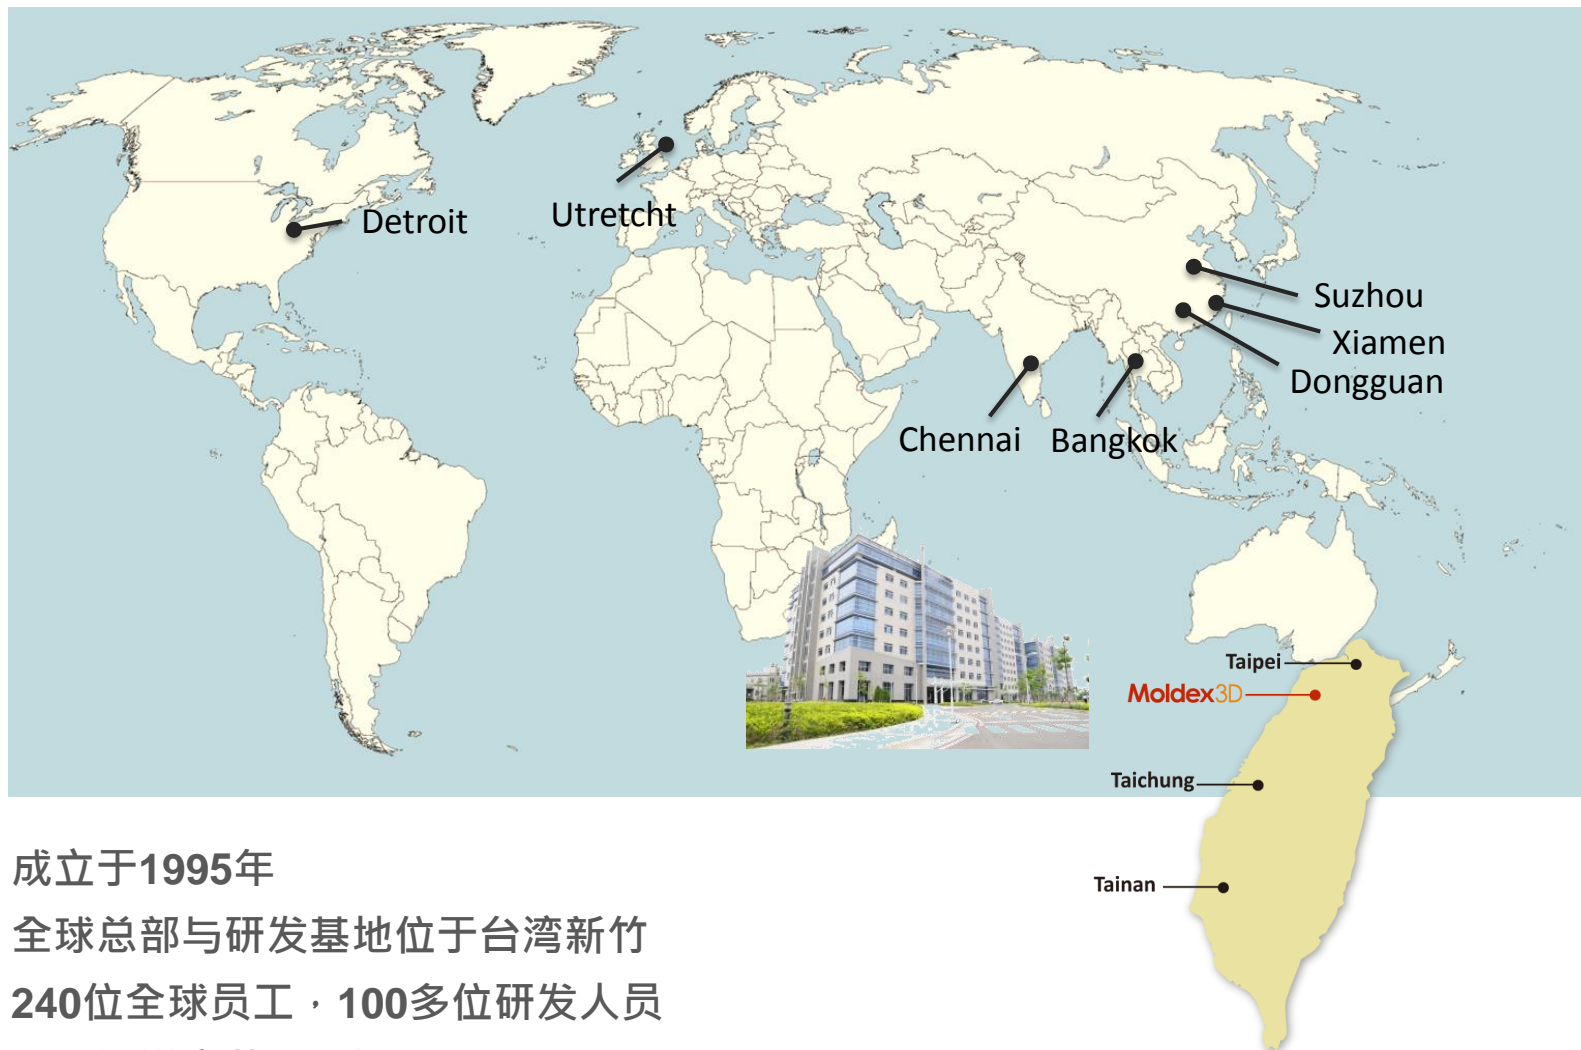 Detroit
Utretcht
Suzhou
Xiamen
Dongguan
Chennai
Bangkok
Taipei
Moldex3D
Taichung
Tainan
成立于1995年
全球总部与研发基地位于台湾新竹
240位全球员工，100多位研发人员